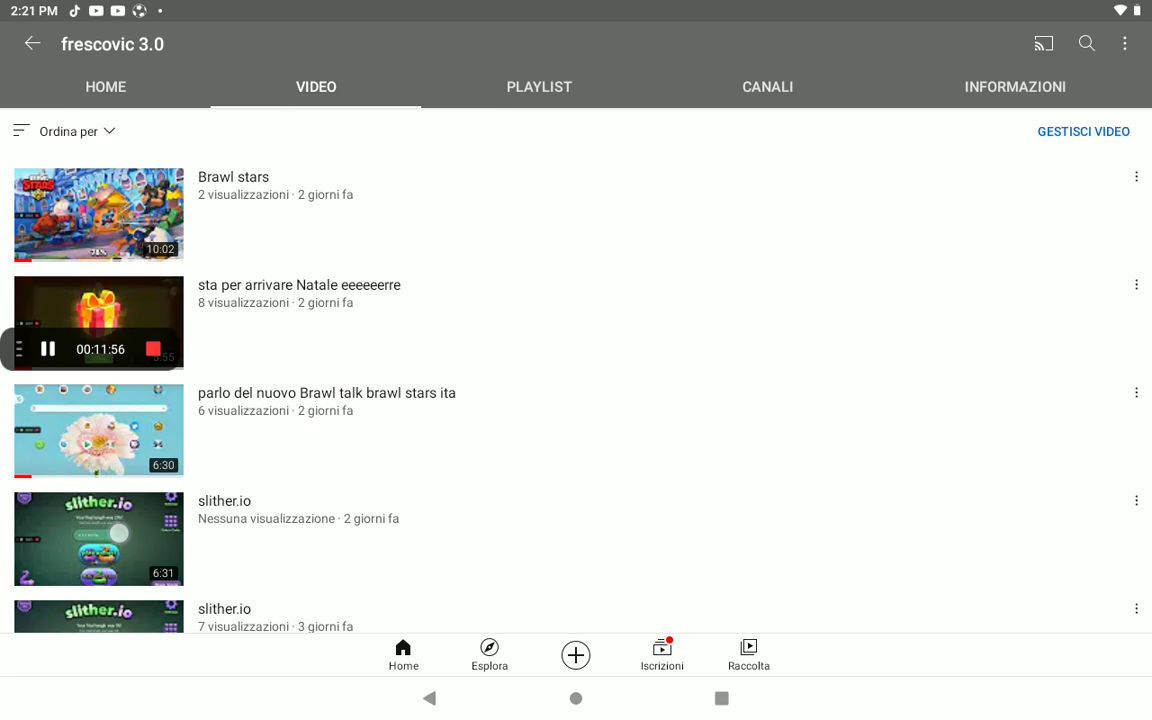 2:21 PM
frescovic 3.0
HOME
VIDEO
PLAYLIST
CANALI
INFORMAZIONI
Ordina per
GESTISCI VIDEO
STARS
78%
10:02
Brawl stars
2 visualizzazioni · 2 giorni fa
sta per arrivare Natale eeeeeerre
8 visualizzazioni · 2 giorni fa
00:11:56
:55
parlo del nuovo Brawl talk brawl stars ita
6 visualizzazioni · 2 giorni fa
6:30
slither.io
6:31
slither.io
Nessuna visualizzazione · 2 giorni fa
slither.io
slither.io
7 visualizzazioni · 3 giorni fa
Home
Esplora
Iscrizioni
Raccolta